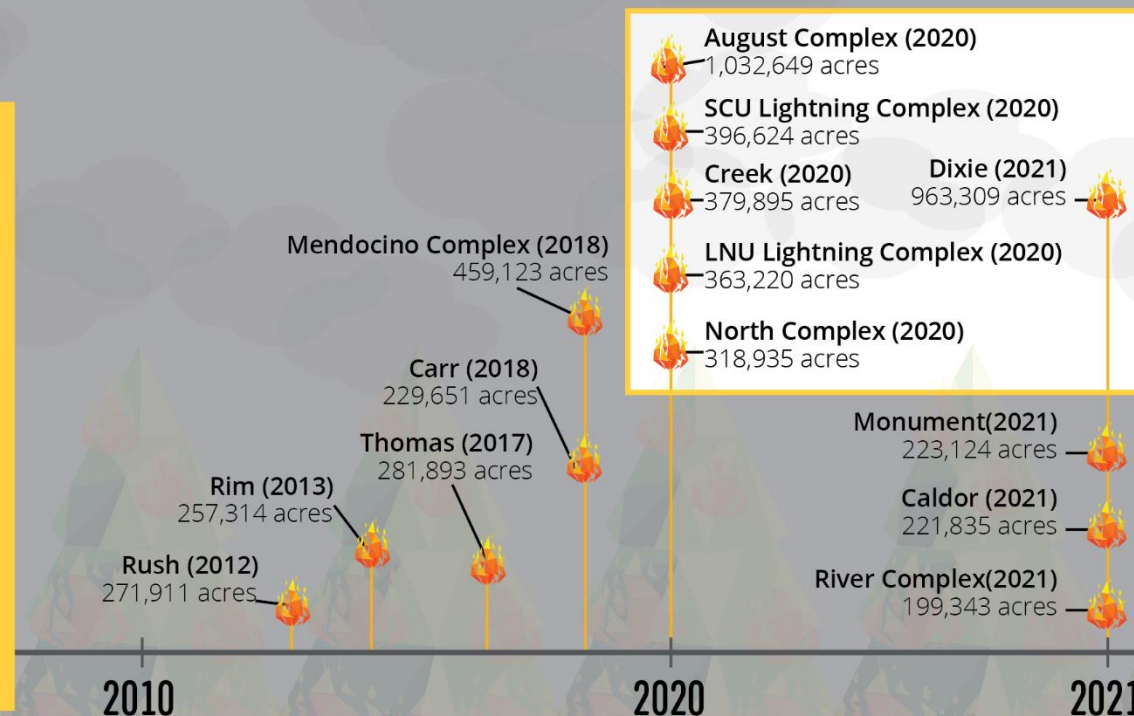 August Complex (2020)
1,032,649 acres
SCU Lightning Complex (2020)
396,624 acres
Creek (2020)
379,895 acres
Dixie (2021)
963,309 acres
LNU Lightning Complex (2020)
363,220 acres
North Complex (2020)
318,935 acres
Mendocino Complex (2018)
459,123 acres
Carr (2018)
229,651 acres
Thomas (2017)
281,893 acres
Rim (2013)
257,314 acres
Rush (2012)
271,911 acres
Monument(2021)
223,124 acres
Caldor (2021)
221,835 acres
River Complex(2021)
199,343 acres
2010
2020
2021